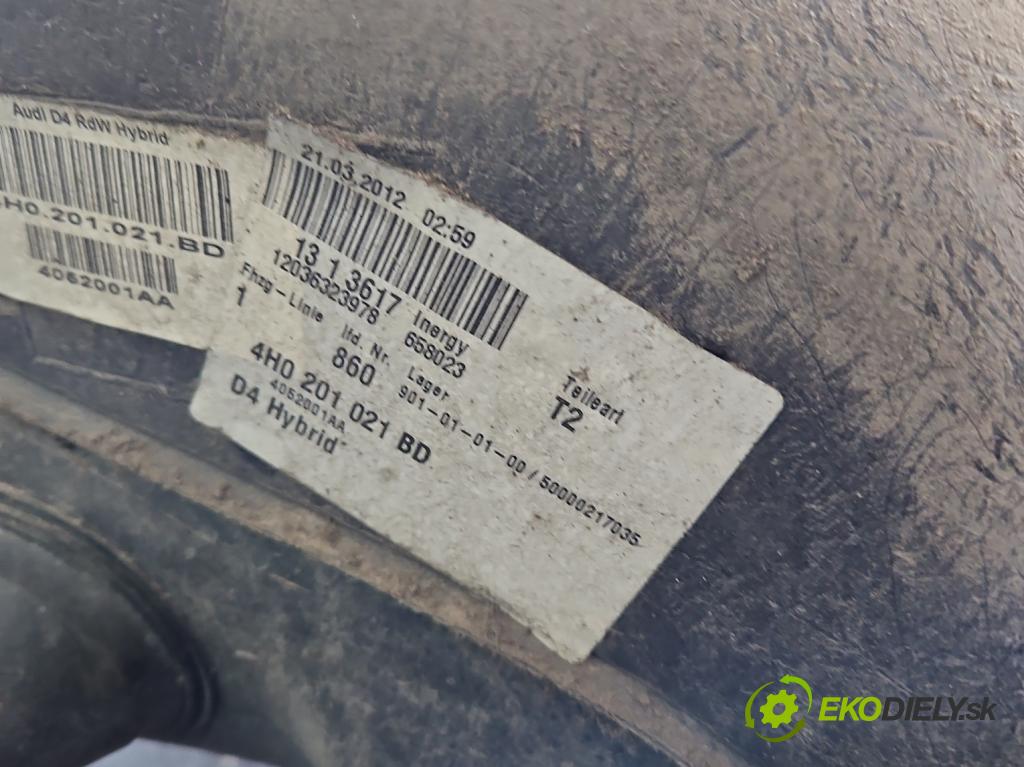 Audi D4 RdW Hybrid
4H0.201.021.BD
4062001AA
21.03.2012 02:59
13 1 3617 Inergy
12036323978 658023
Fhzg-Linie lfd. Nr. Lager Teileart
1 860 901-01-01-00 / 50000217035 T2
4H0 201 021 BD
4052001AA
D4 Hybrid
EKODIELY.sk